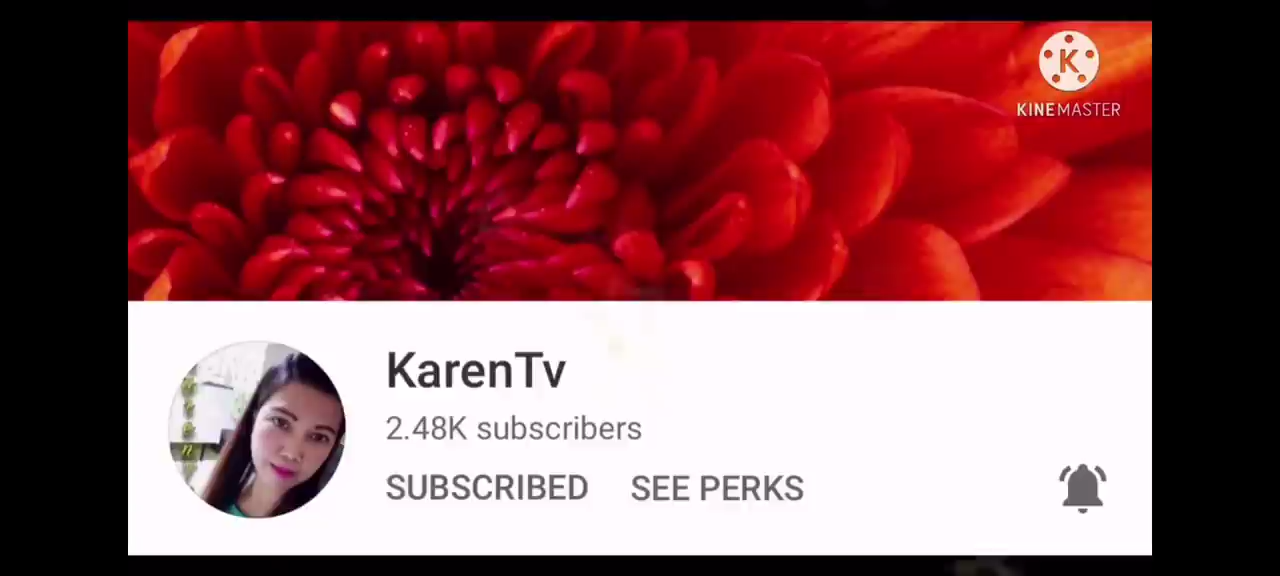 K
KINEMASTER
KarenTv
2.48K subscribers
SUBSCRIBED SEE PERKS